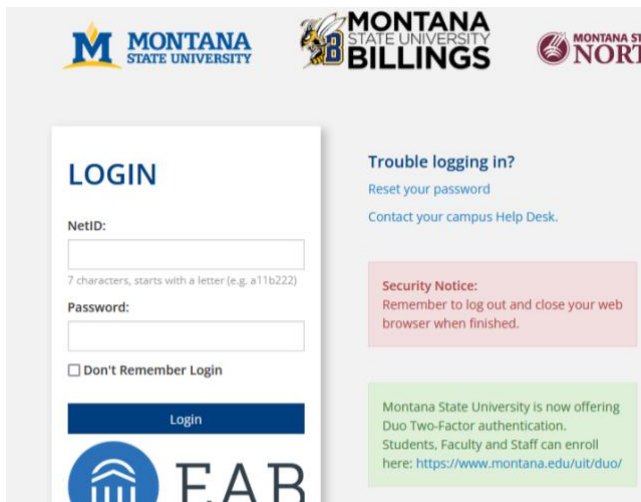 MONTANA
STATE UNIVERSITY
MONTANA
STATE UNIVERSITY
BILLINGS
MONTANA ST
NORT
LOGIN
NetID:
7 characters, starts with a letter (e.g. a11b222)
Password:
Don't Remember Login
Login
EAB
Trouble logging in?
Reset your password
Contact your campus Help Desk.
Security Notice:
Remember to log out and close your web
browser when finished.
Montana State University is now offering
Duo Two-Factor authentication.
Students, Faculty and Staff can enroll
here: https://www.montana.edu/uit/duo/